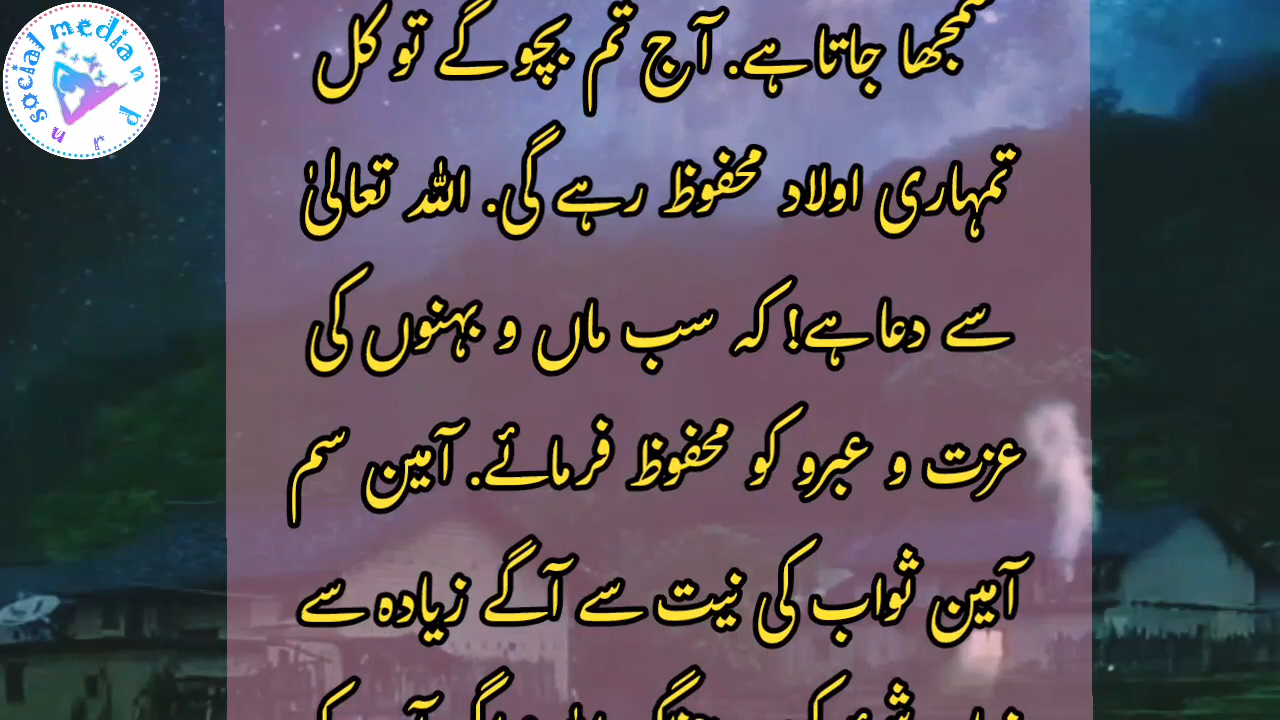 social median pur
سمجھا جاتا ہے. آج تم بچو گے تو کل
تمہاری اولاد محفوظ رہے گی. اللہ تعالیٰ
سے دعا ہے! کہ سب ماں و بہنوں کی
عزت و عبرو کو محفوظ فرمائے. آمین سم
آمین ثواب کی نیت سے آگے زیادہ سے